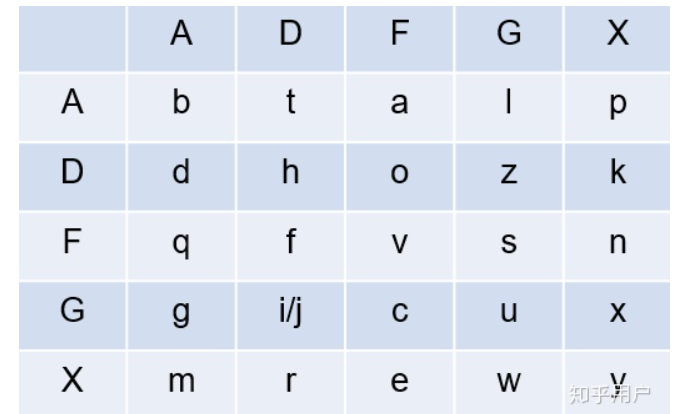 A D F G X
A b t a l p
D d h o z k
F q f v s n
G g i/j c u x
X m r e w y
知乎用户